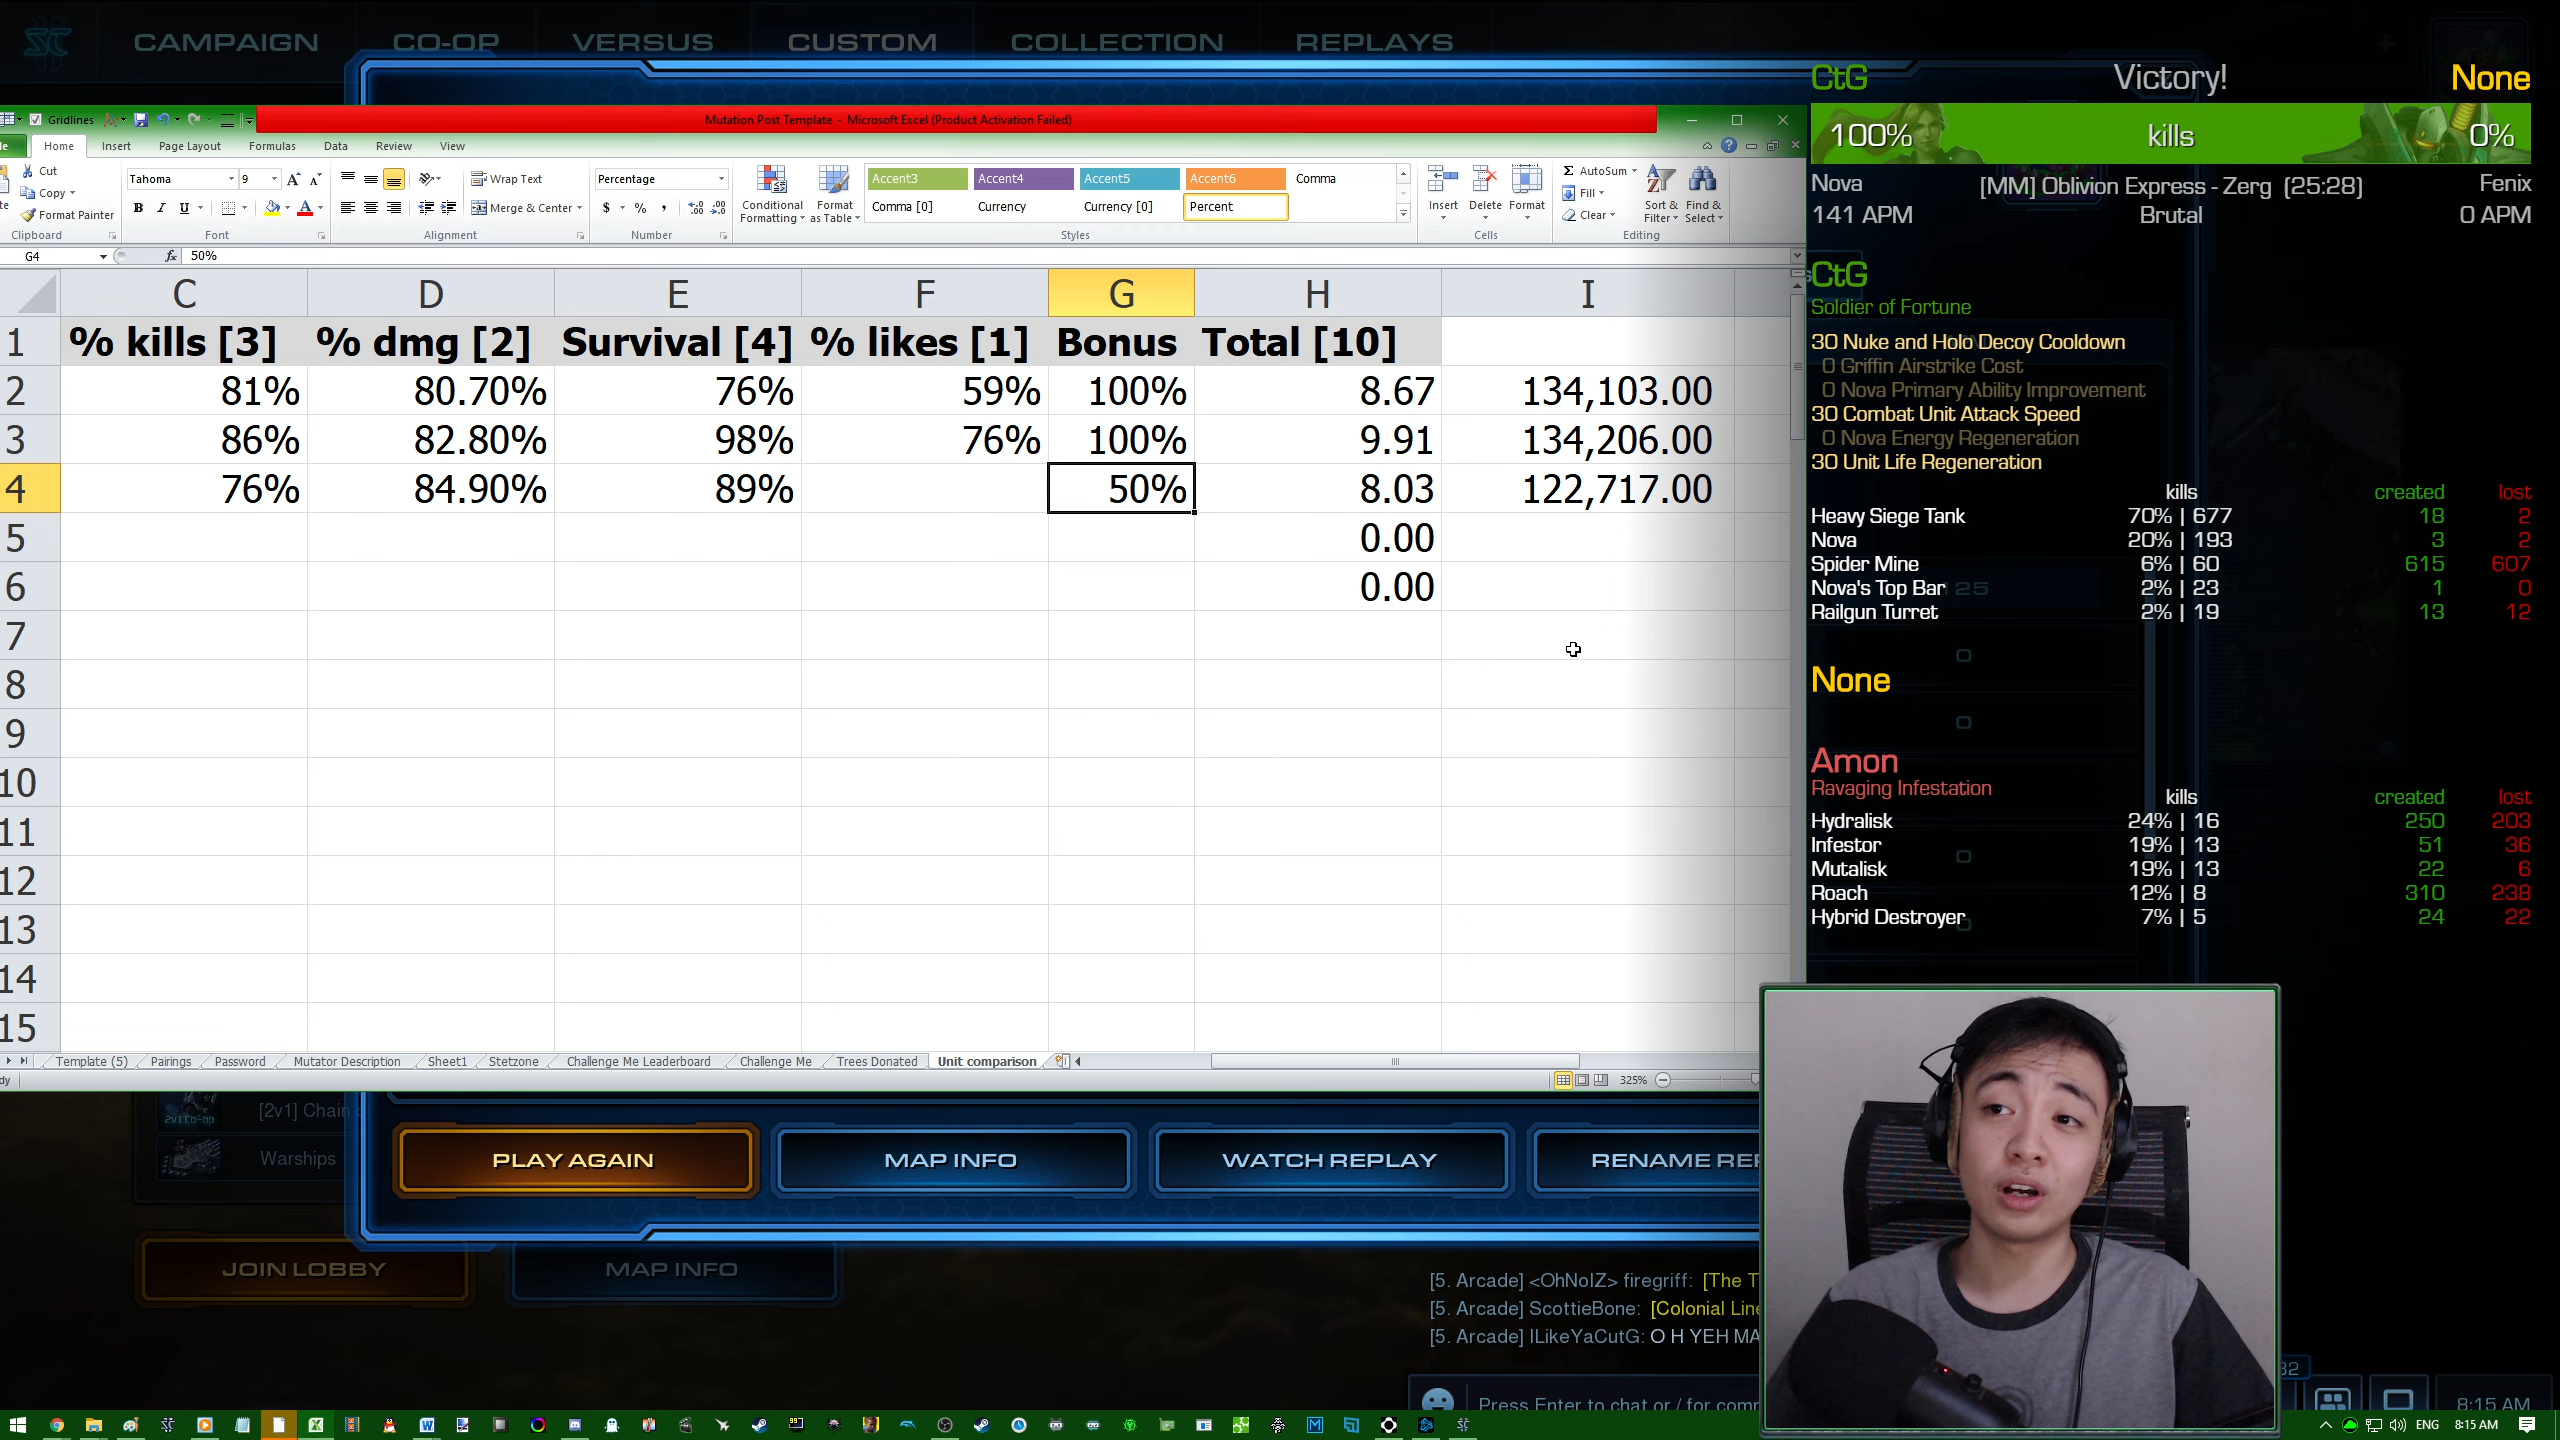 CAMPAIGN CO-OP VERSUS CUSTOM COLLECTION REPLAYS
CtG Victory! None
100% kills 0%
Nova [MM] Oblivion Express - Zerg (25:28) Fenix
141 APM Brutal 0 APM
Gridlines
Mutation Post Template - Microsoft Excel (Product Activation Failed)
Home Insert Page Layout Formulas Data Review View
Cut
Copy
Format Painter
Clipboard
Tahoma 9
B I U A
Font
Wrap Text
Merge & Center
Alignment
Percentage
$ % ,
Number
Conditional Formatting
Format as Table
Accent3 Accent4 Accent5 Accent6 Comma
Comma [0] Currency Currency [0] Percent
Styles
Insert Delete Format
Cells
Σ AutoSum
Fill
Clear
Sort & Filter
Find & Select
Editing
G4 fx 50%
C D E F G H I
1 % kills [3] % dmg [2] Survival [4] % likes [1] Bonus Total [10]
2 81% 80.70% 76% 59% 100% 8.67 134,103.00
3 86% 82.80% 98% 76% 100% 9.91 134,206.00
4 76% 84.90% 89% 50% 8.03 122,717.00
5 0.00
6 0.00
7
8
9
10
11
12
13
14
15
Template (5) Pairings Password Mutator Description Sheet1 Stetzone Challenge Me Leaderboard Challenge Me Trees Donated Unit comparison
325%
CtG
Soldier of Fortune
30 Nuke and Holo Decoy Cooldown
0 Griffin Airstrike Cost
0 Nova Primary Ability Improvement
30 Combat Unit Attack Speed
0 Nova Energy Regeneration
30 Unit Life Regeneration
kills created lost
Heavy Siege Tank 70% | 677 18 2
Nova 20% | 193 3 2
Spider Mine 6% | 60 615 607
Nova's Top Bar 2% | 23 1 0
Railgun Turret 2% | 19 13 12
None
Amon
Ravaging Infestation
kills created lost
Hydralisk 24% | 16 250 203
Infestor 19% | 13 51 36
Mutalisk 19% | 13 22 6
Roach 12% | 8 310 238
Hybrid Destroyer 7% | 5 24 22
[2v1] Chain
Warships
PLAY AGAIN MAP INFO WATCH REPLAY RENAME REP
JOIN LOBBY MAP INFO
[5. Arcade] <OhNoIZ> firegriff: [The T
[5. Arcade] ScottieBone: [Colonial Line
[5. Arcade] ILikeYaCutG: O H YEH MA
Press Enter to chat or / for comm
8:15 AM
ENG 8:15 AM